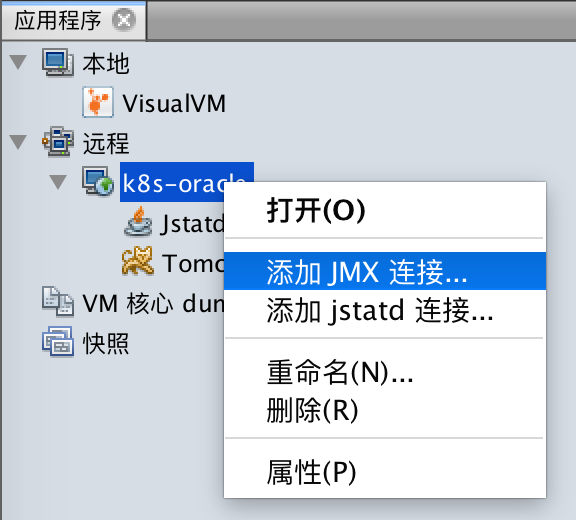 应用程序
本地
VisualVM
远程
k8s-oracle
Jstatd
Tomc
VM 核心 dum
快照
打开(O)
添加 JMX 连接...
添加 jstatd 连接...
重命名(N)...
删除(R)
属性(P)